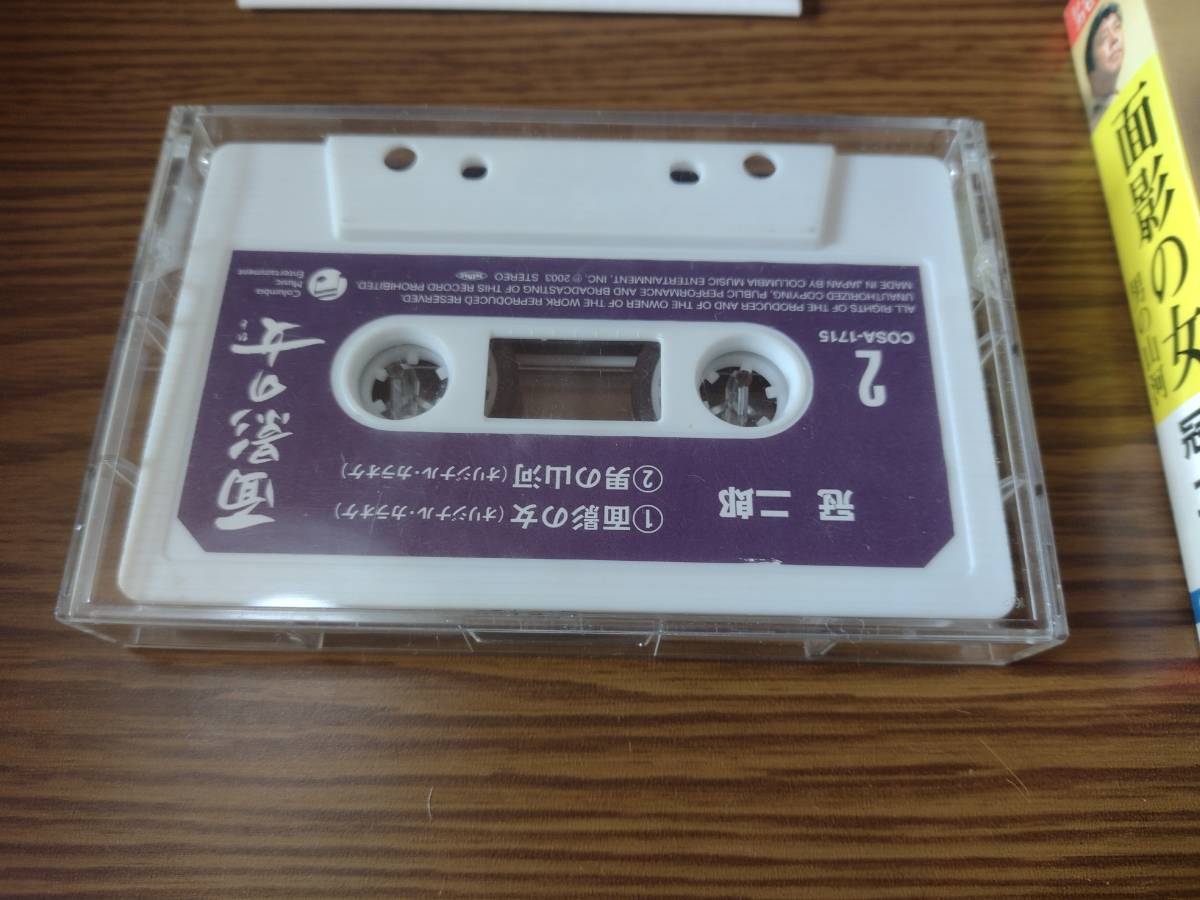 面影の女
ひと
冠 二郎
①面影の女(オリジナル・カラオケ)
②男の山河(オリジナル・カラオケ)
2
COSA-1715
ALL RIGHTS OF THE PRODUCER AND OF THE OWNER OF THE WORK REPRODUCED RESERVED.
UNAUTHORIZED COPYING, PUBLIC PERFORMANCE AND BROADCASTING OF THIS RECORD PROHIBITED.
MADE IN JAPAN BY COLUMBIA MUSIC ENTERTAINMENT, INC. ℗ 2003 STEREO
Columbia
Music
Entertainment
面影の女
男の山河
冠